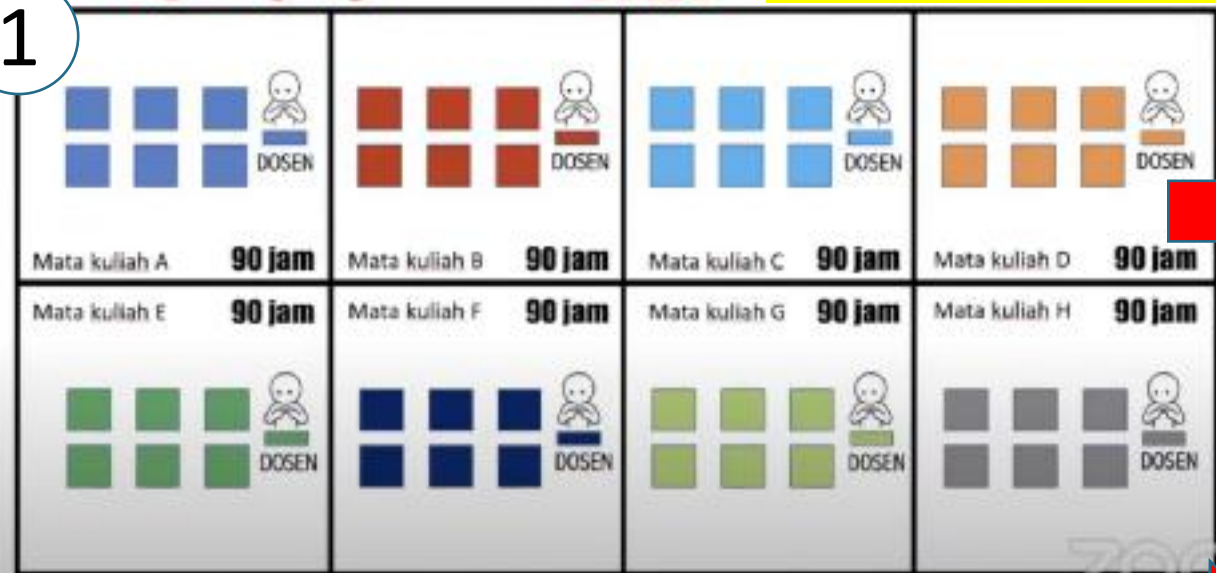 1
DOSEN
DOSEN
DOSEN
DOSEN
Mata kuliah A 90 jam
Mata kuliah B 90 jam
Mata kuliah C 90 jam
Mata kuliah D 90 jam
Mata kuliah E 90 jam
Mata kuliah F 90 jam
Mata kuliah G 90 jam
Mata kuliah H 90 jam
DOSEN
DOSEN
DOSEN
DOSEN